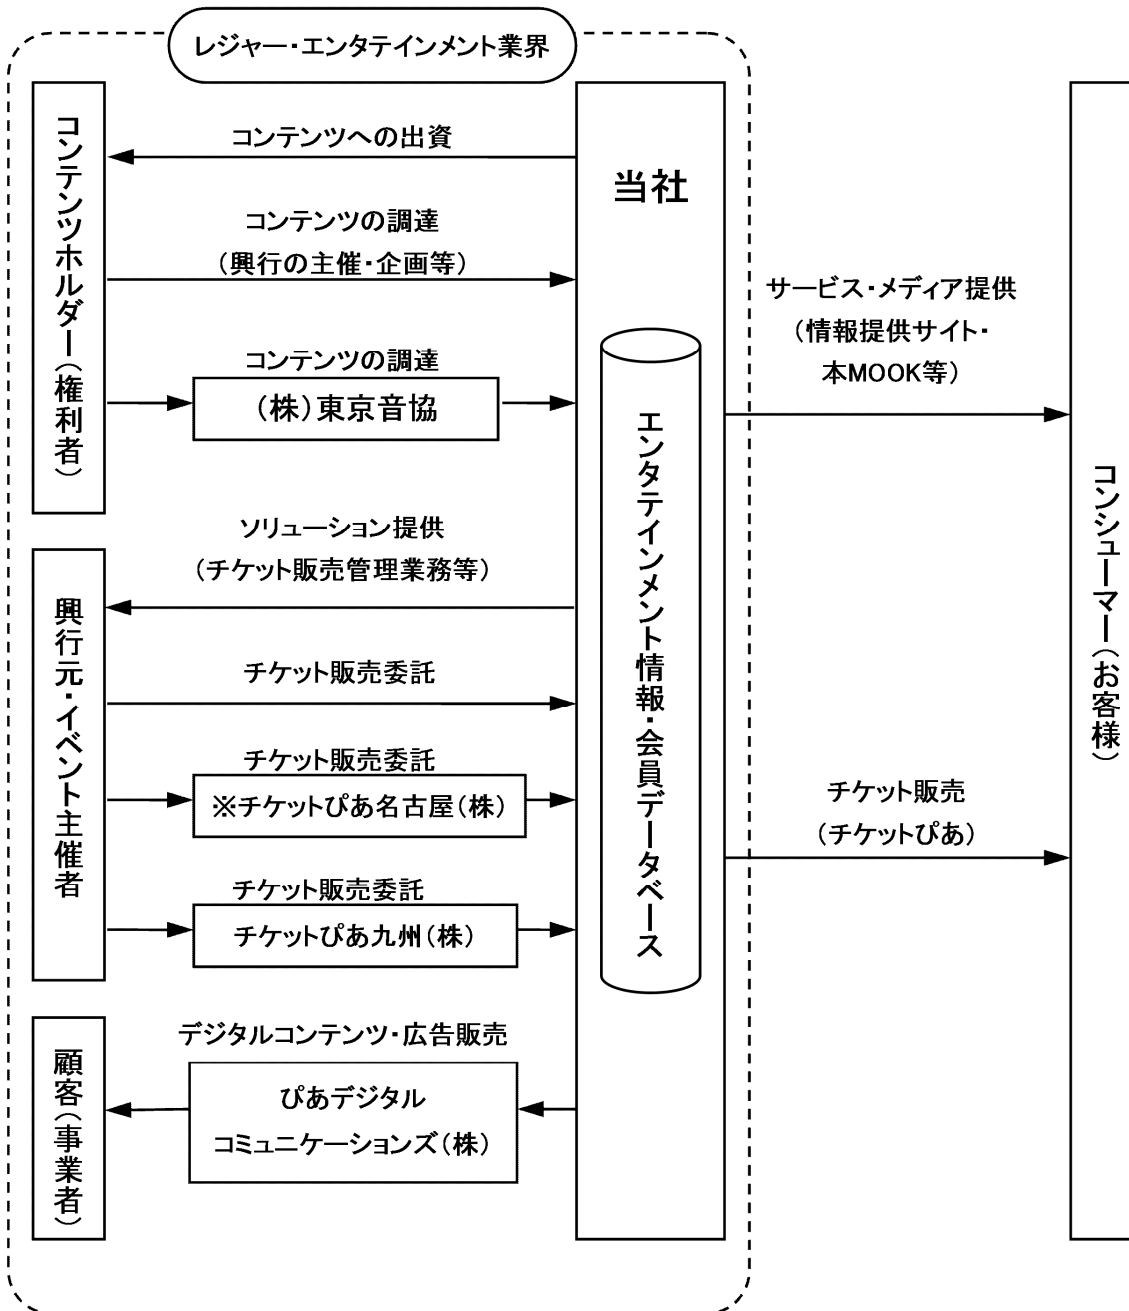 レジャー・エンタテインメント業界
コンテンツホルダー（権利者）
コンテンツへの出資
コンテンツの調達
（興行の主催・企画等）
コンテンツの調達
（株）東京音協
興行元・イベント主催者
ソリューション提供
（チケット販売管理業務等）
チケット販売委託
チケット販売委託
※チケットぴあ名古屋（株）
チケット販売委託
チケットぴあ九州（株）
顧客（事業者）
デジタルコンテンツ・広告販売
ぴあデジタル
コミュニケーションズ（株）
当社
エンタテインメント情報・会員データベース
サービス・メディア提供
（情報提供サイト・
本MOOK等）
チケット販売
（チケットぴあ）
コンシューマー（お客様）